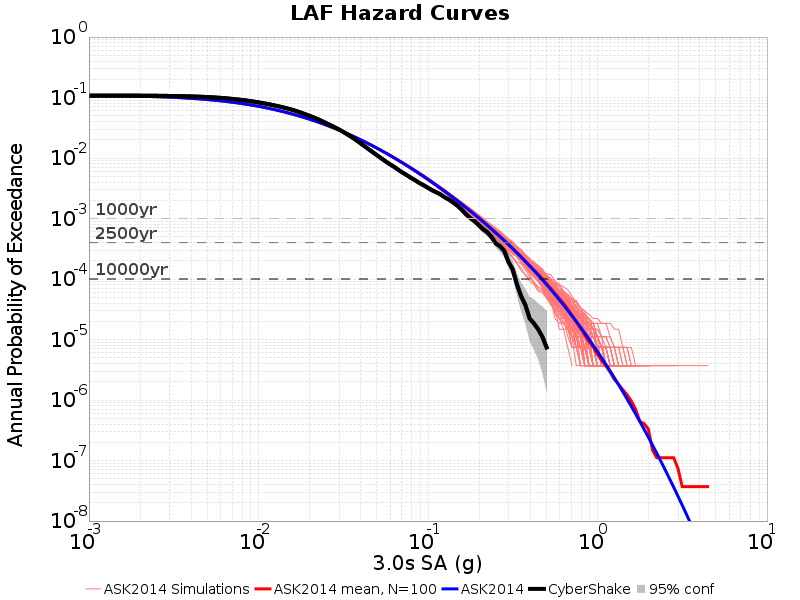 LAF Hazard Curves
Annual Probability of Exceedance
10^0
10^-1
10^-2
10^-3
10^-4
10^-5
10^-6
10^-7
10^-8
1000yr
2500yr
10000yr
10^-3 10^-2 10^-1 10^0 10^1
3.0s SA (g)
ASK2014 Simulations ASK2014 mean, N=100 ASK2014 CyberShake 95% conf